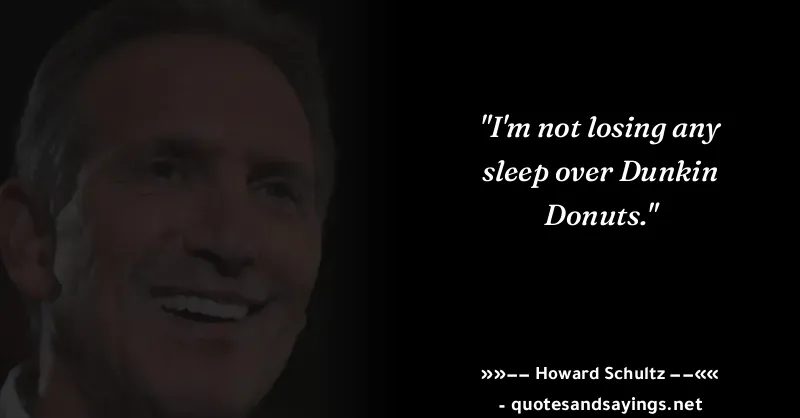 "I'm not losing any
sleep over Dunkin
Donuts."
»»–– Howard Schultz ––««
- quotesandsayings.net